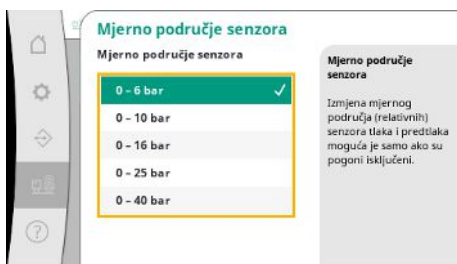 Mjerno područje senzora
Mjerno područje senzora
0 – 6 bar
0 – 10 bar
0 – 16 bar
0 – 25 bar
0 – 40 bar
Mjerno područje
senzora
Izmjena mjernog
područja (relativnih)
senzora tlaka i predtlaka
moguća je samo ako su
pogoni isključeni.